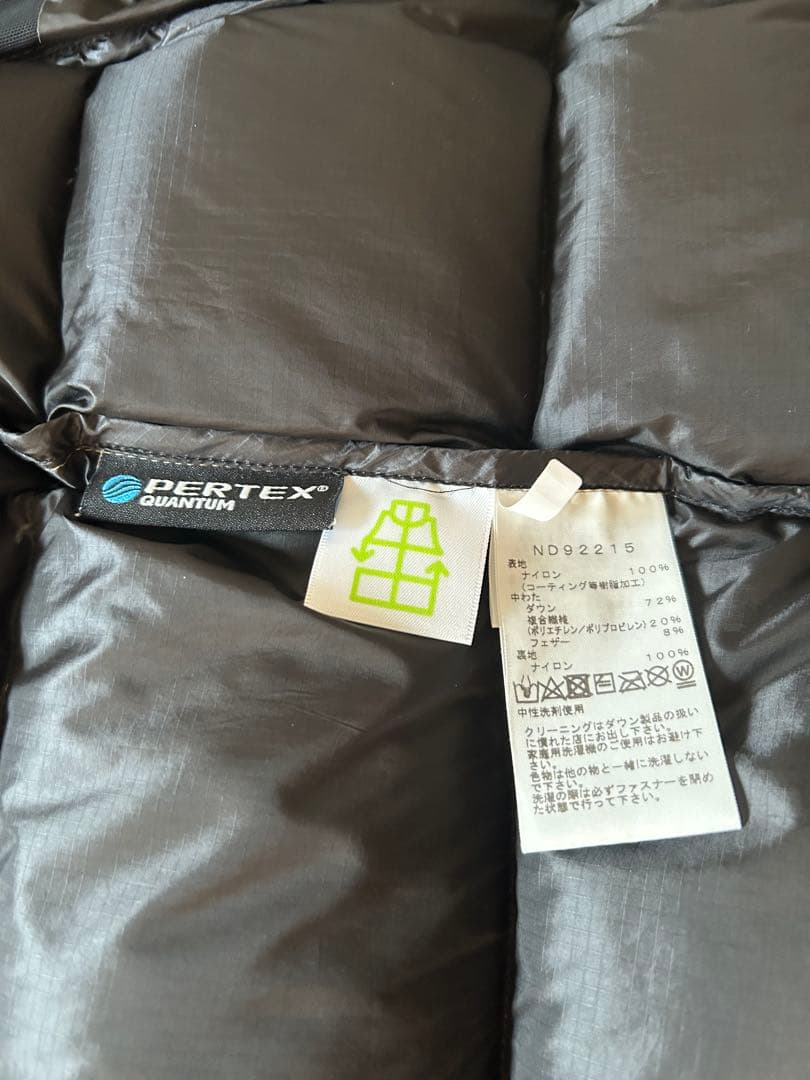 PERTEX®
QUANTUM
ND92215
表地
ナイロン 100%
(コーティング等樹脂加工)
中わた
ダウン 72%
複合繊維
(ポリエチレン/ポリプロピレン) 20%
フェザー 8%
裏地
ナイロン 100%
W
中性洗剤使用
クリーニングはダウン製品の扱い
に慣れた店にお出し下さい。
家庭用洗濯機のご使用はお避け下
さい。
色物は他の物と一緒に洗濯しない
で下さい。
洗濯の際は必ずファスナーを閉め
た状態で行って下さい。